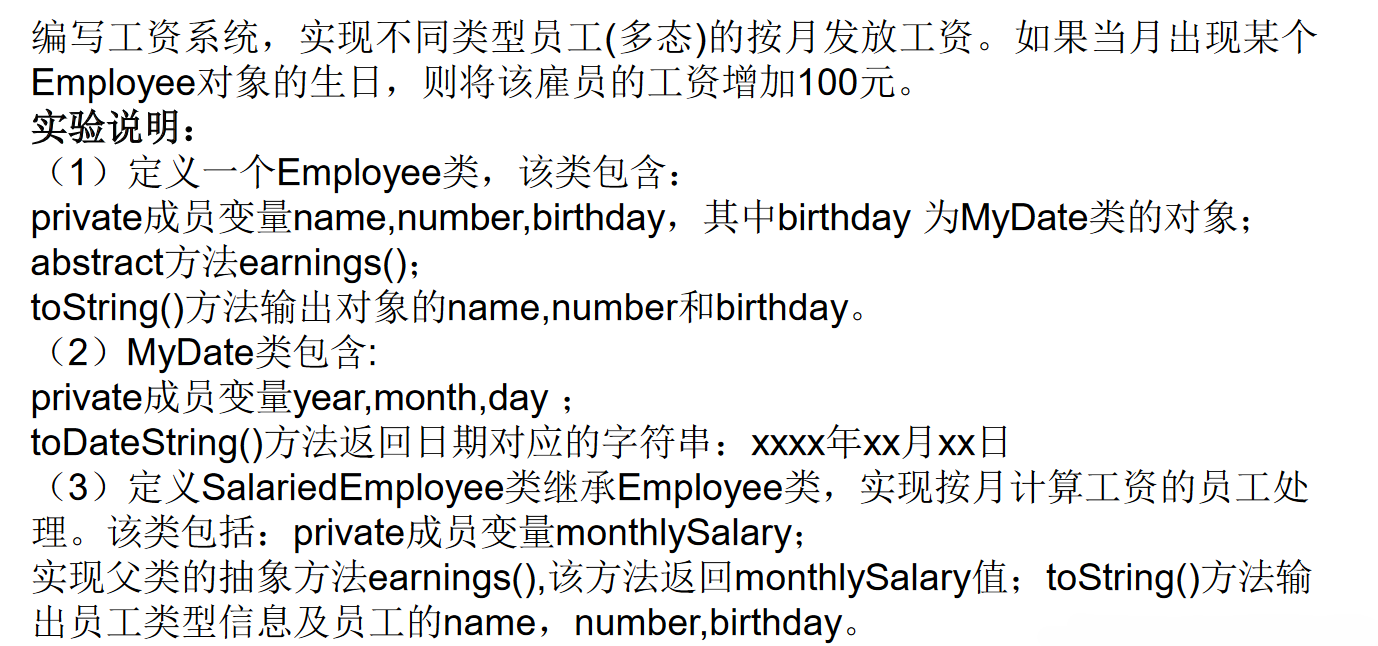 编写工资系统，实现不同类型员工(多态)的按月发放工资。如果当月出现某个
Employee对象的生日，则将该雇员的工资增加100元。
实验说明：
（1）定义一个Employee类，该类包含：
private成员变量name,number,birthday，其中birthday 为MyDate类的对象；
abstract方法earnings()；
toString()方法输出对象的name,number和birthday。
（2）MyDate类包含:
private成员变量year,month,day ；
toDateString()方法返回日期对应的字符串：xxxx年xx月xx日
（3）定义SalariedEmployee类继承Employee类，实现按月计算工资的员工处
理。该类包括：private成员变量monthlySalary；
实现父类的抽象方法earnings(),该方法返回monthlySalary值；toString()方法输
出员工类型信息及员工的name，number,birthday。